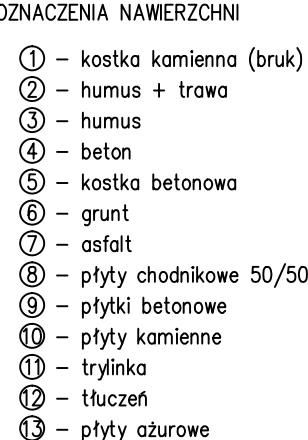 OZNACZENIA NAWIERZCHNI
① – kostka kamienna (bruk)
② – humus + trawa
③ – humus
④ – beton
⑤ – kostka betonowa
⑥ – grunt
⑦ – asfalt
⑧ – płyty chodnikowe 50/50
⑨ – płytki betonowe
⑩ – płyty kamienne
⑪ – trylinka
⑫ – tłuczeń
⑬ – płyty ażurowe